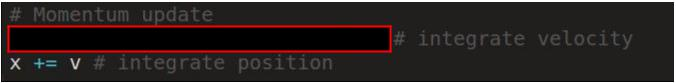 # Momentum update
# integrate velocity
x += v # integrate position